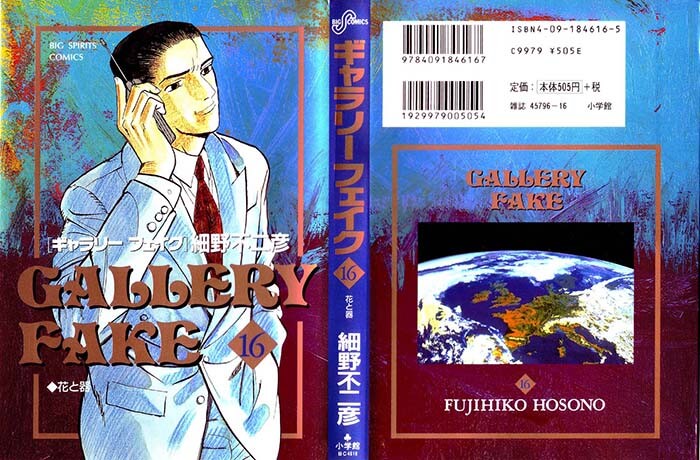 BIG SPIRITS
COMICS
[ギャラリー フェイク] 細野不二彦
GALLERY
FAKE
16
◆花と器
BIG COMICS
ギャラリーフェイク
16
花と器
細野不二彦
小学館
ISBN4-09-184616-5
C9979 ¥505E
9784091846167
定価:本体505円+税
雑誌 45796-16 小学館
1929979005054
GALLERY
FAKE
16
FUJIHIKO HOSONO